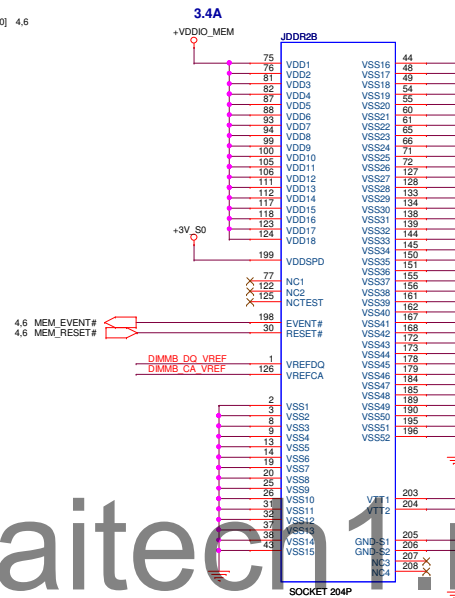 0] 4,6
3.4A
+VDDIO_MEM
JDDR2B
75 VDD1 VSS16 44
76 VDD2 VSS17 48
81 VDD3 VSS18 49
82 VDD4 VSS19 54
87 VDD5 VSS20 55
88 VDD6 VSS21 60
93 VDD7 VSS22 61
94 VDD8 VSS23 65
99 VDD9 VSS24 66
100 VDD10 VSS25 71
105 VDD11 VSS26 72
106 VDD12 VSS27 127
111 VDD13 VSS28 128
112 VDD14 VSS29 133
117 VDD15 VSS30 134
118 VDD16 VSS31 138
123 VDD17 VSS32 139
124 VDD18 VSS33 144
VSS34 145
+3V_S0
199 VDDSPD VSS35 150
VSS36 151
77 NC1 VSS37 155
122 NC2 VSS38 156
125 NCTEST VSS39 161
VSS40 162
4,6 MEM_EVENT# 198 EVENT# VSS41 167
4,6 MEM_RESET# 30 RESET# VSS42 168
VSS43 172
VSS44 173
DIMMB_DQ_VREF 1 VREFDQ VSS45 178
DIMMB_CA_VREF 126 VREFCA VSS46 179
VSS47 184
VSS48 185
2 VSS1 VSS49 189
3 VSS2 VSS50 190
8 VSS3 VSS51 195
9 VSS4 VSS52 196
13 VSS5
14 VSS6
19 VSS7
20 VSS8
25 VSS9
26 VSS10 VTT1 203
31 VSS11 VTT2 204
32 VSS12
37 VSS13
38 VSS14 GND-S1 205
43 VSS15 GND-S2 206
NC3 207
NC4 208
aitech1.
SOCKET 204P